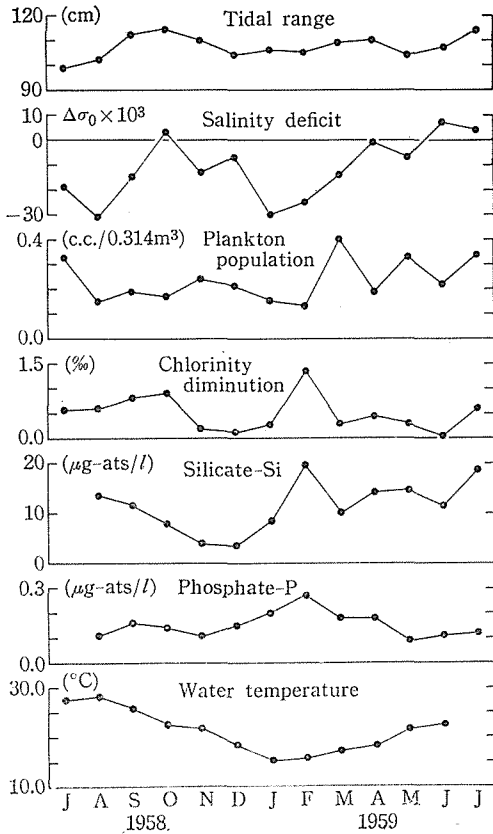 (cm) Tidal range
120
90
Δσ₀ × 10³ Salinity deficit
10
0
−30
(c.c./0.314m³) Plankton population
0.4
0.0
(‰) Chlorinity diminution
1.5
0.0
(μg-ats/l) Silicate-Si
20
10
0
(μg-ats/l) Phosphate-P
0.3
0.0
(°C) Water temperature
30.0
10.0
J A S O N D J F M A M J J
1958 1959